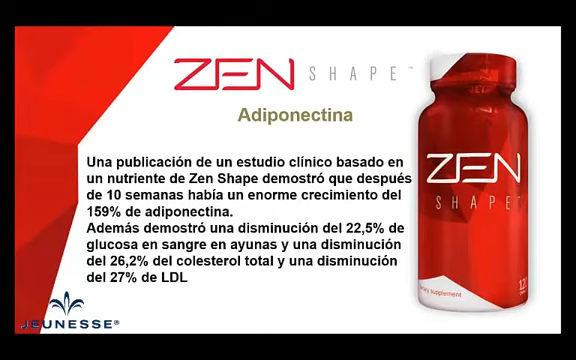 ZEN SHAPE™
Adiponectina
Una publicación de un estudio clínico basado en
un nutriente de Zen Shape demostró que después
de 10 semanas había un enorme crecimiento del
159% de adiponectina.
Además demostró una disminución del 22,5% de
glucosa en sangre en ayunas y una disminución
del 26,2% del colesterol total y una disminución
del 27% de LDL
ZEN
SHAPE
supplement
120
JEUNESSE®